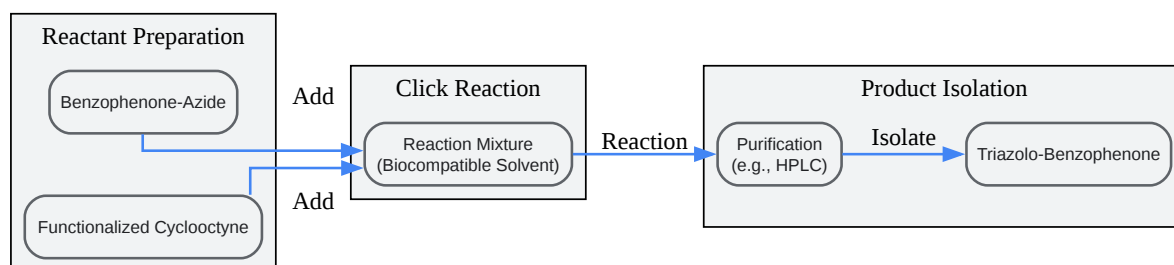 Reactant Preparation
Benzophenone-Azide
Functionalized Cyclooctyne
Add
Add
Click Reaction
Reaction Mixture
(Biocompatible Solvent)
Reaction
Product Isolation
Purification
(e.g., HPLC)
Isolate
Triazolo-Benzophenone